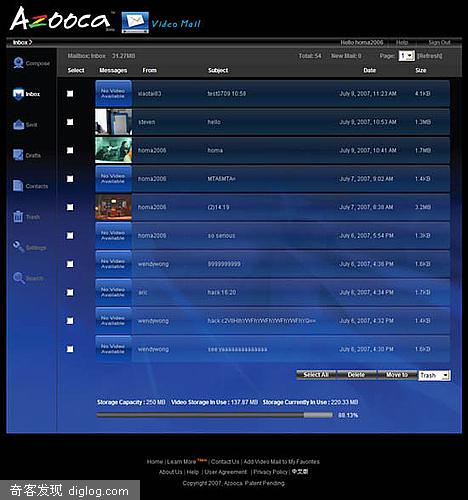 Azooca Video Mail
Inbox > Hello homa2006 Help Sign Out
Mailbox: Inbox 31.27MB Total: 54 New Mail: 0 Page: 1 [Refresh]
Select Messages From Subject Date Size
Compose
Inbox
Sent
Drafts
Contacts
Trash
Settings
Search
No Video Available xiaotai83 test0709 10:58 July 9, 2007, 11:23 AM 4.1KB
steven hello July 9, 2007, 10:53 AM 1.3MB
homa2006 homa July 9, 2007, 10:41 AM 1.7MB
No Video Available homa2006 MTA6MTA= July 7, 2007, 9:02 AM 1.4KB
homa2006 (2)14:19 July 7, 2007, 8:38 AM 3.2MB
No Video Available homa2006 so serious July 6, 2007, 5:54 PM 1.3KB
No Video Available wendywong 9999999999 July 6, 2007, 4:36 PM 1.6KB
No Video Available eric hack 16:20 July 6, 2007, 4:34 PM 1.7KB
No Video Available wendywong July 6, 2007, 4:32 PM 1.4KB
No Video Available wendywong July 6, 2007, 4:30 PM 1.6KB
Select All Delete Move to Trash
Storage Capacity : 250 MB Video Storage In Use : 137.87 MB Storage Currently In Use : 220.33 MB
88.13%
Home | Learn More | Contact Us | Add Video Mail to My Favorites
About Us | Help | User Agreement | Privacy Policy | 中文版
Copyright 2007, Azooca. Patent Pending.
奇客发现 diglog.com